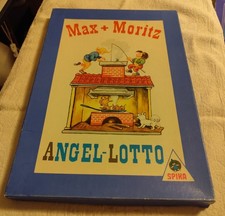 Max + Moritz
ANGEL-LOTTO
SPIKA